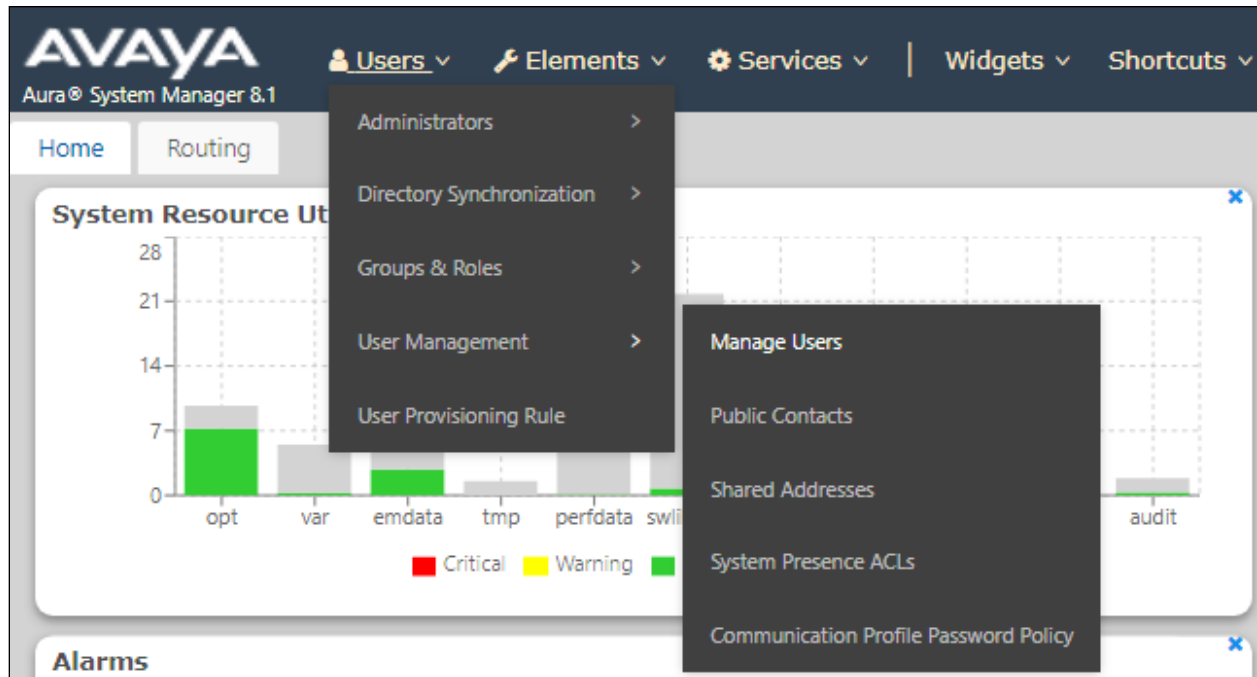 AVAYA
Aura® System Manager 8.1
Users Elements Services | Widgets Shortcuts
Home Routing
Administrators >
Directory Synchronization >
Groups & Roles >
User Management >
User Provisioning Rule
Manage Users
Public Contacts
Shared Addresses
System Presence ACLs
Communication Profile Password Policy
System Resource
28
21
14
7
0
opt var emdata tmp perfdata audit
Critical Warning
Alarms